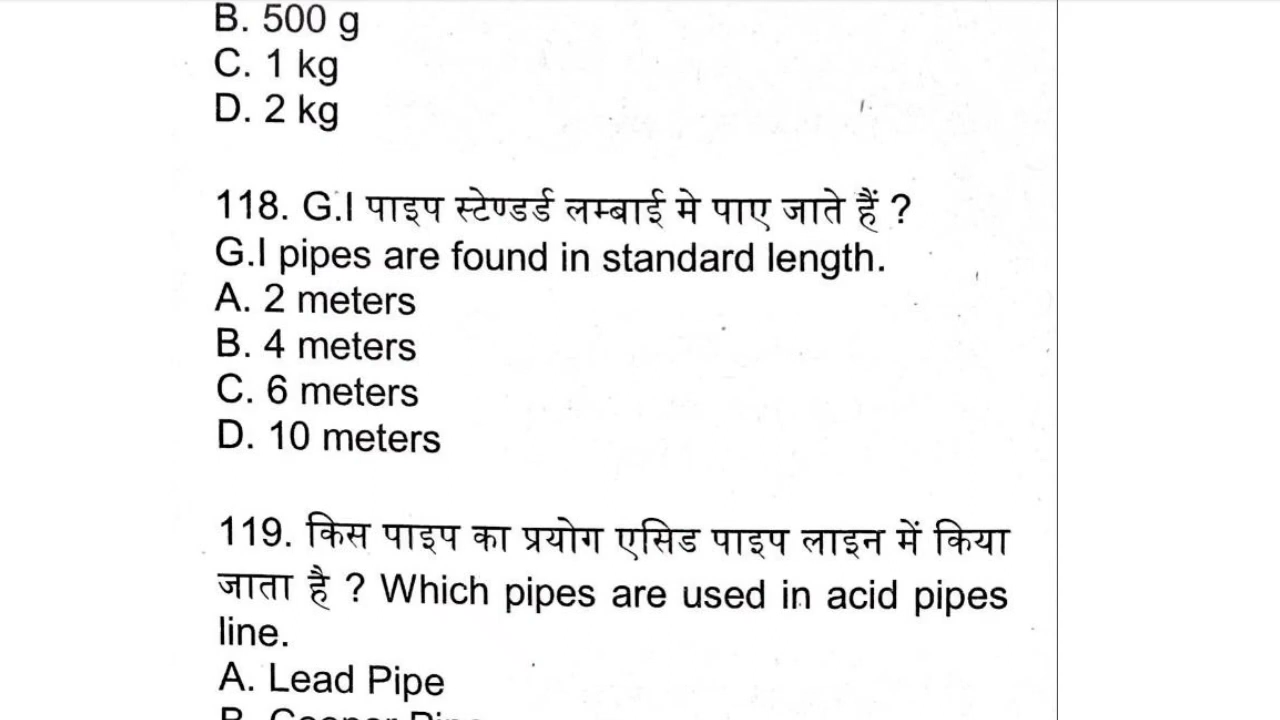 B. 500 g
C. 1 kg
D. 2 kg
118. G.I पाइप स्टेण्डर्ड लम्बाई मे पाए जाते हैं ?
G.I pipes are found in standard length.
A. 2 meters
B. 4 meters
C. 6 meters
D. 10 meters
119. किस पाइप का प्रयोग एसिड पाइप लाइन में किया
जाता है ? Which pipes are used in acid pipes
line.
A. Lead Pipe